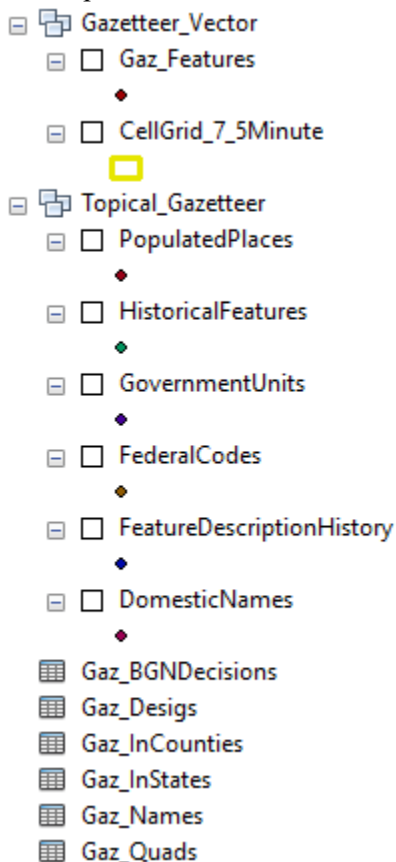 Gazetteer_Vector
Gaz_Features
CellGrid_7_5Minute
Topical_Gazetteer
PopulatedPlaces
HistoricalFeatures
GovernmentUnits
FederalCodes
FeatureDescriptionHistory
DomesticNames
Gaz_BGNDecisions
Gaz_Desigs
Gaz_InCounties
Gaz_InStates
Gaz_Names
Gaz_Quads